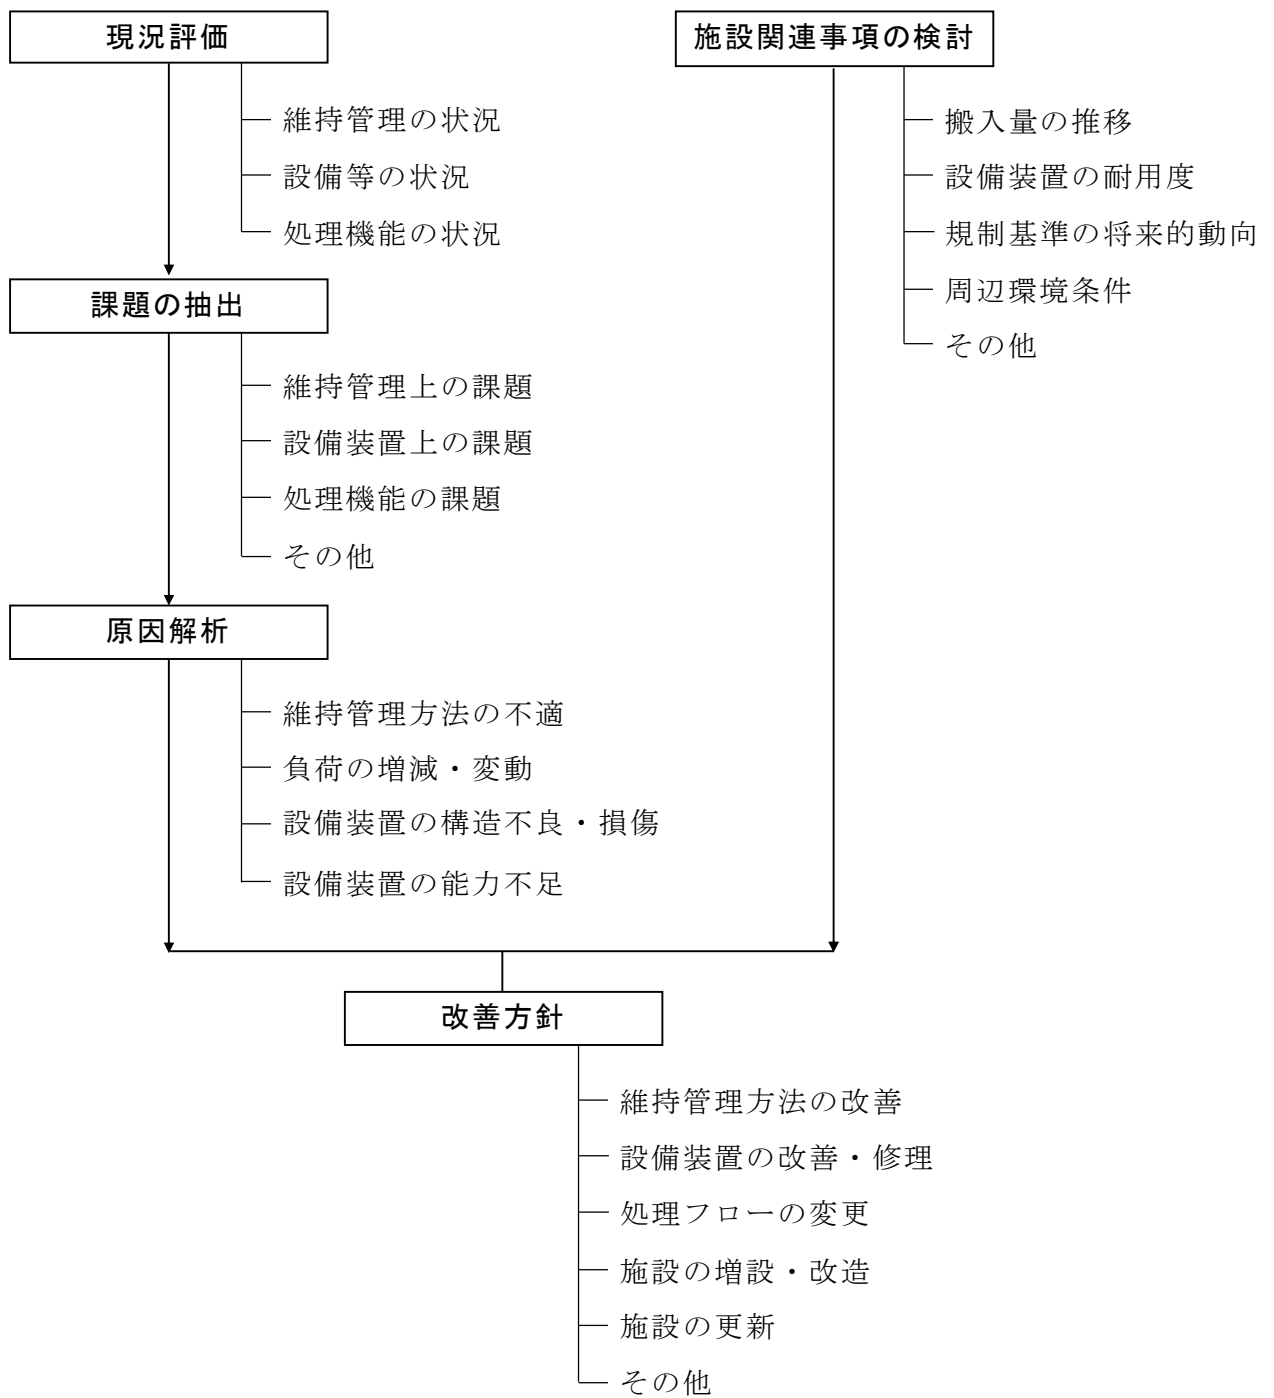 現況評価
維持管理の状況
設備等の状況
処理機能の状況
課題の抽出
維持管理上の課題
設備装置上の課題
処理機能の課題
その他
原因解析
維持管理方法の不適
負荷の増減・変動
設備装置の構造不良・損傷
設備装置の能力不足
施設関連事項の検討
搬入量の推移
設備装置の耐用度
規制基準の将来的動向
周辺環境条件
その他
改善方針
維持管理方法の改善
設備装置の改善・修理
処理フローの変更
施設の増設・改造
施設の更新
その他